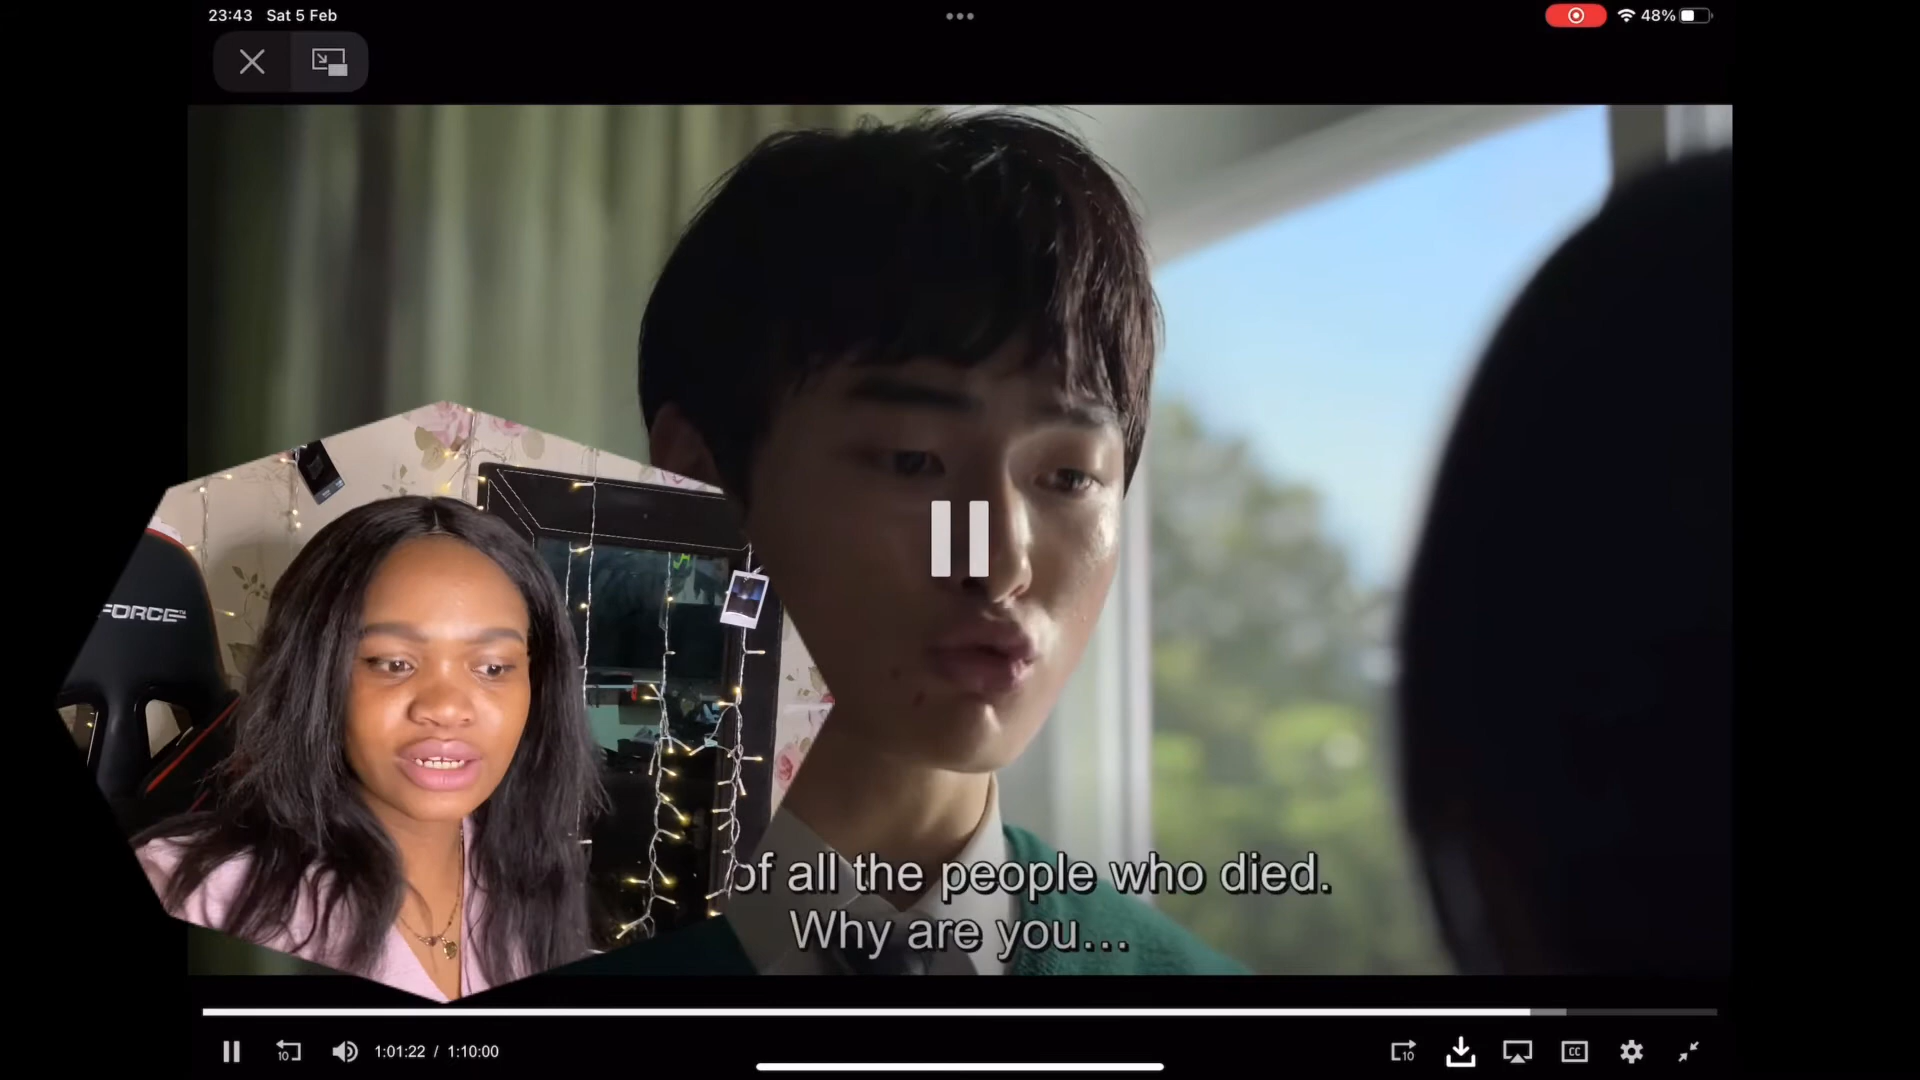 23:43 Sat 5 Feb
48%
FORCE™
of all the people who died.
Why are you...
10
1:01:22 / 1:10:00
10
CC